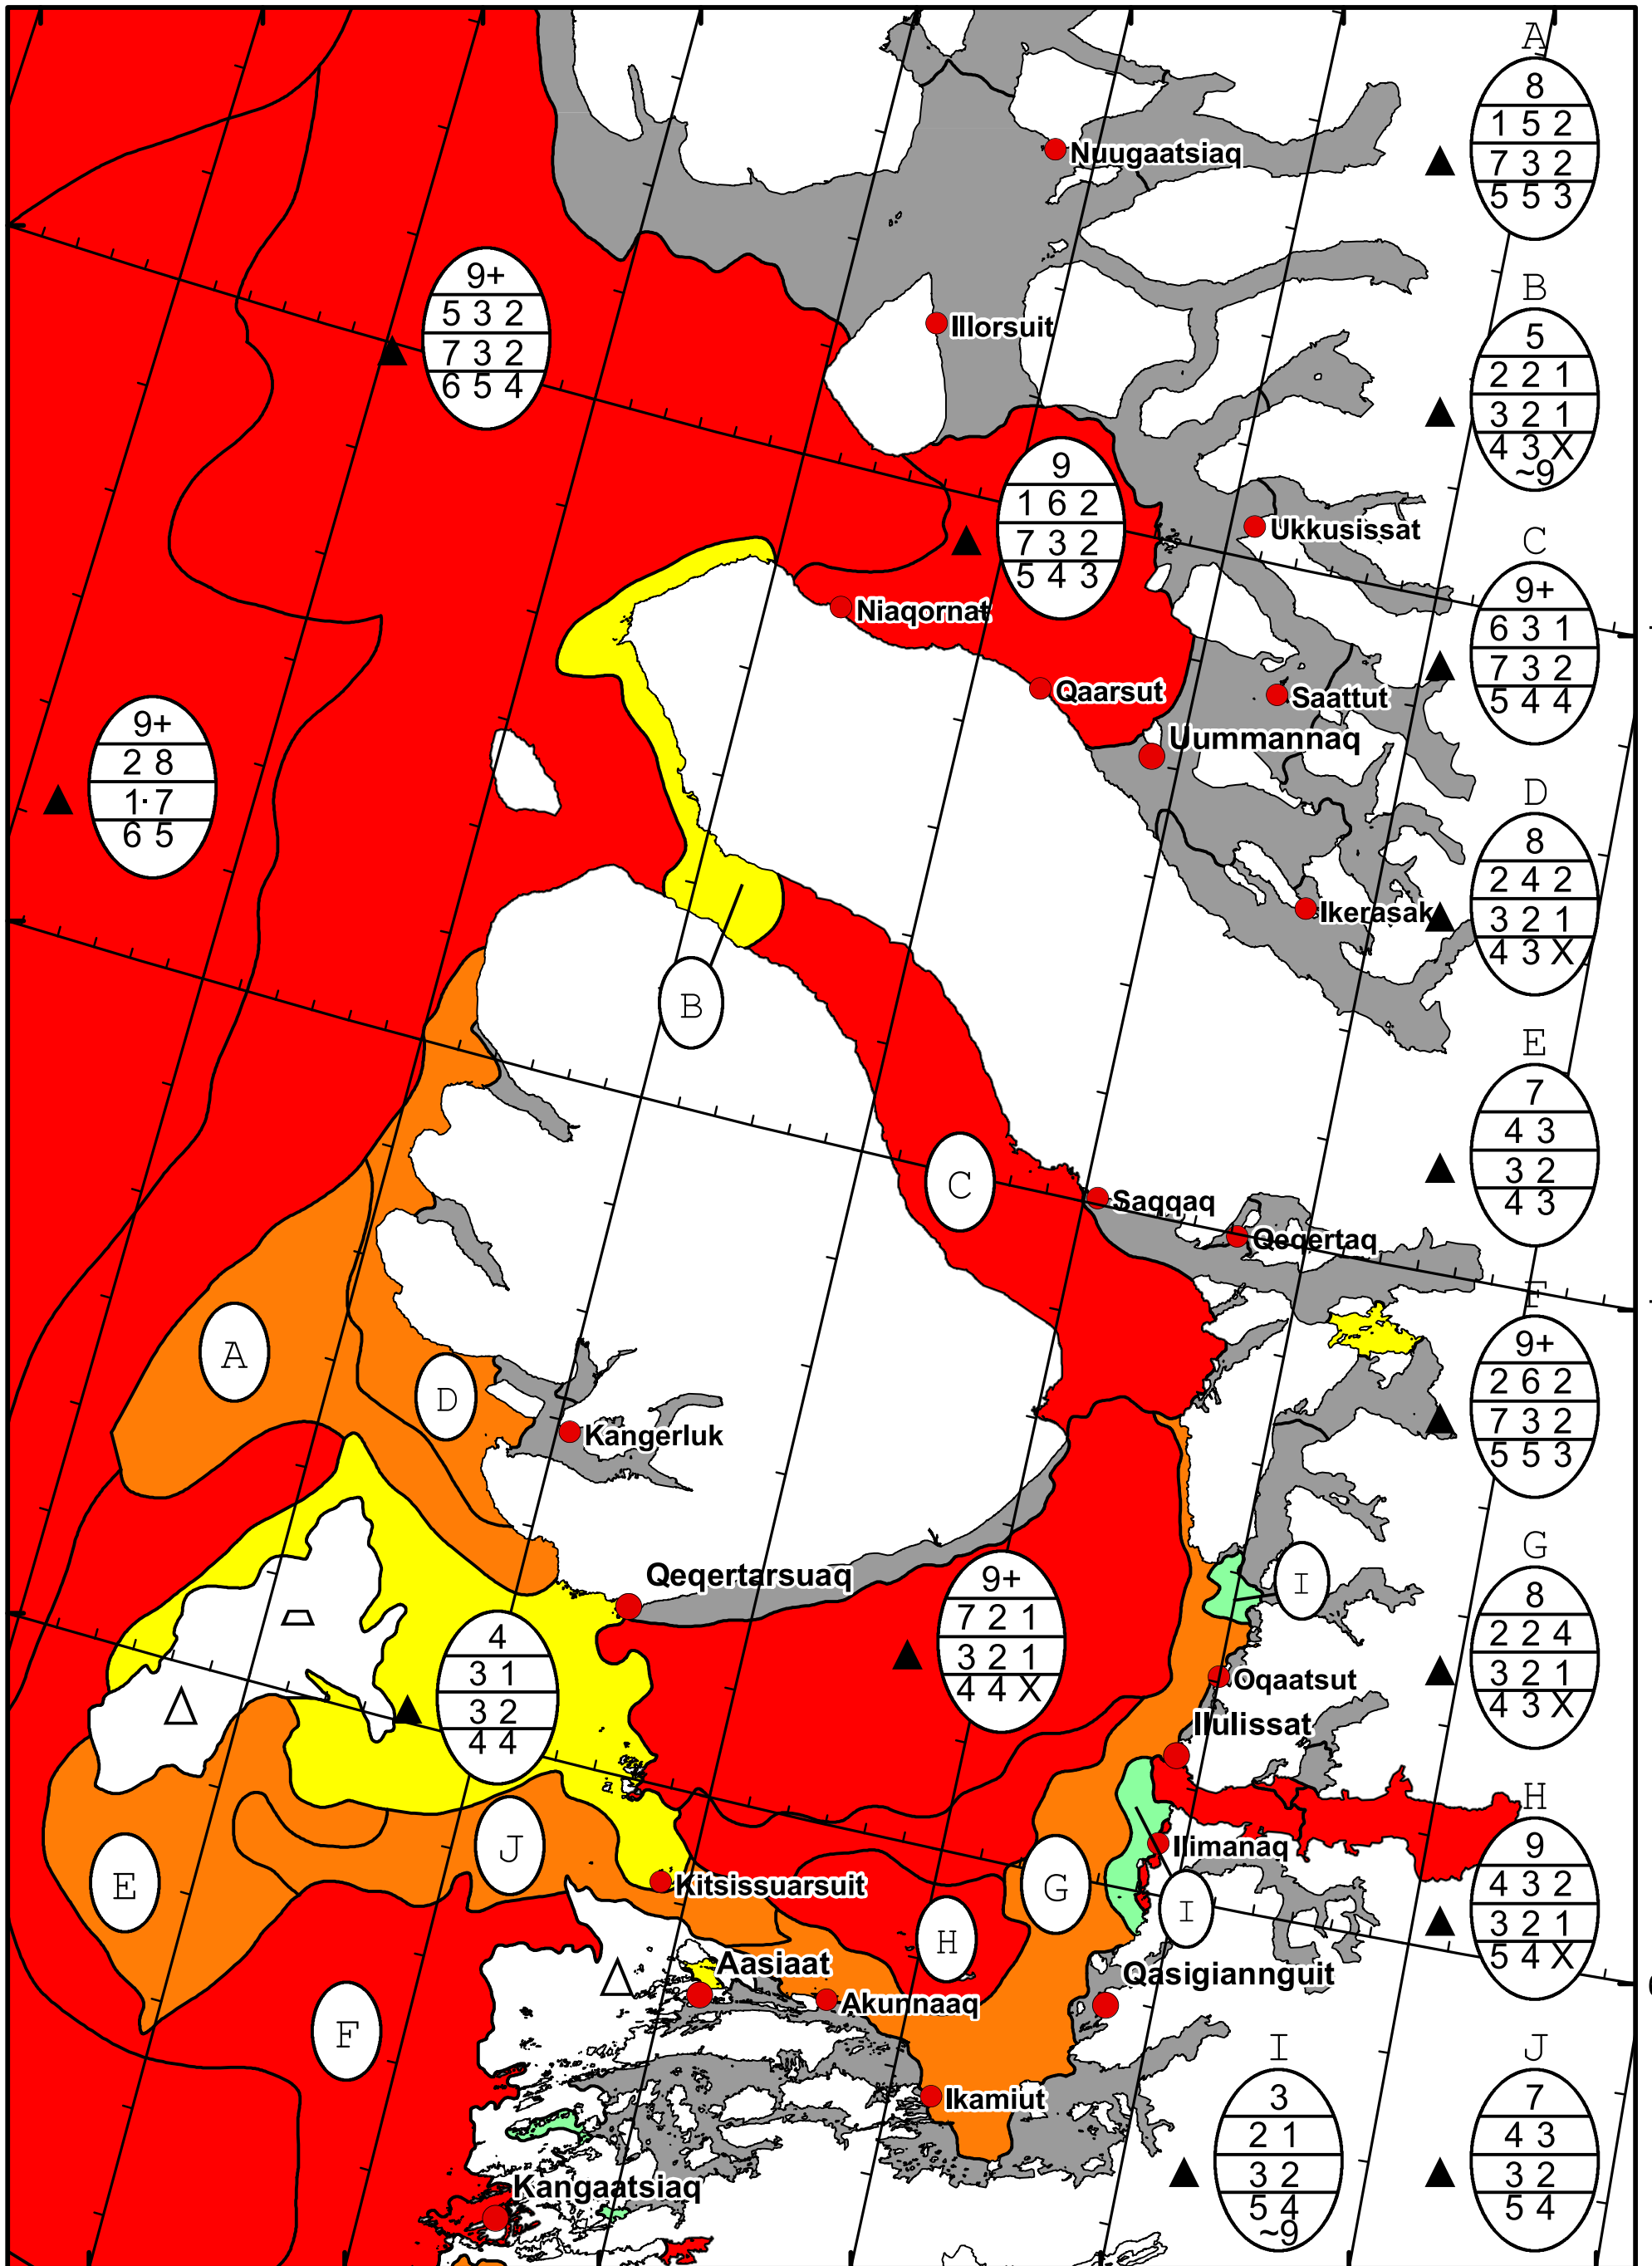 A
8
1 5 2
7 3 2
5 5 3
Nuugaatsiaq
9+
5 3 2
7 3 2
6 5 4
Illorsuit
B
5
2 2 1
3 2 1
4 3 X
~9
9
1 6 2
7 3 2
5 4 3
Ukkusissat
C
9+
6 3 1
7 3 2
5 4 4
Niaqornat
Qaarsut
Saattut
Uummannaq
9+
2 8
1· 7
6 5
D
8
2 4 2
3 2 1
4 3 X
Ikerasak
B
E
7
4 3
3 2
4 3
C
Saqqaq
Qeqertaq
F
9+
2 6 2
7 3 2
5 5 3
A
D
Kangerluk
G
8
2 2 4
3 2 1
4 3 X
Qeqertarsuaq
9+
7 2 1
3 2 1
4 4 X
I
4
3 1
3 2
4 4
Oqaatsut
Ilulissat
H
9
4 3 2
3 2 1
5 4 X
J
Ilimanaq
E
Kitsissuarsuit
G
I
H
Aasiaat
Qasigiannguit
Akunnaaq
F
I
3
2 1
3 2
5 4
~9
J
7
4 3
3 2
5 4
Ikamiut
Kangaatsiaq